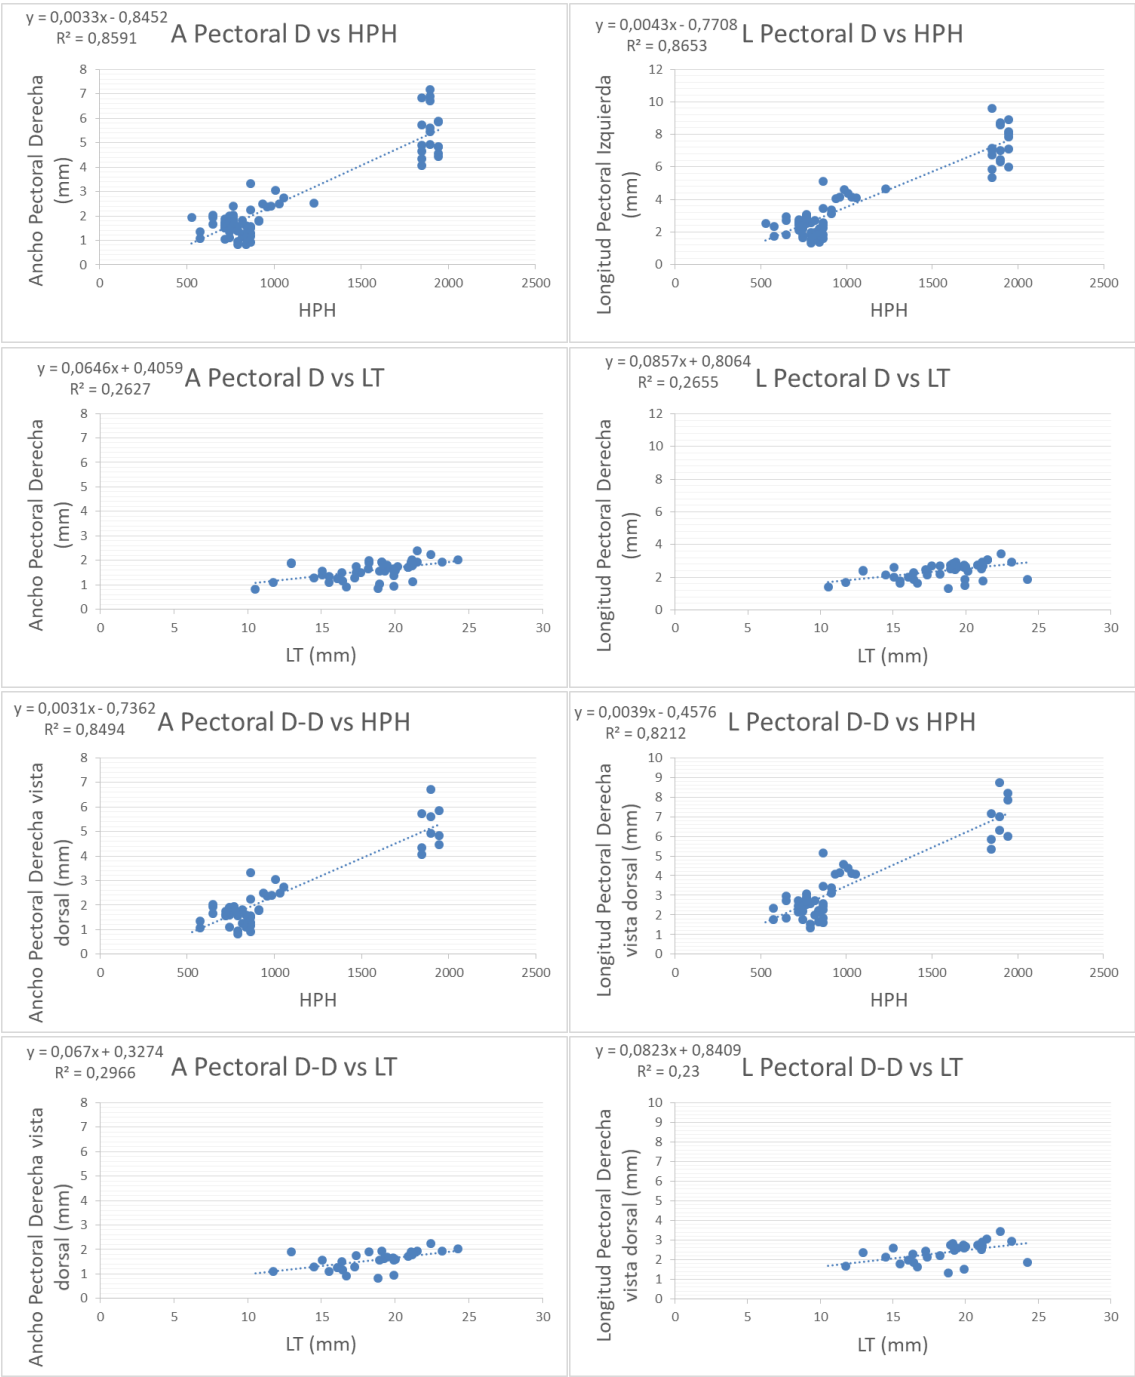 y = 0,0033x - 0,8452
R² = 0,8591
A Pectoral D vs HPH
Ancho Pectoral Derecha
(mm)
8
7
6
5
4
3
2
1
0
0 500 1000 1500 2000 2500
HPH
y = 0,0043x - 0,7708
R² = 0,8653
L Pectoral D vs HPH
Longitud Pectoral Izquierda
(mm)
12
10
8
6
4
2
0
0 500 1000 1500 2000 2500
HPH
y = 0,0646x + 0,4059
R² = 0,2627
A Pectoral D vs LT
Ancho Pectoral Derecha
(mm)
8
7
6
5
4
3
2
1
0
0 5 10 15 20 25 30
LT (mm)
y = 0,0857x + 0,8064
R² = 0,2655
L Pectoral D vs LT
Longitud Pectoral Derecha
(mm)
12
10
8
6
4
2
0
0 5 10 15 20 25 30
LT (mm)
y = 0,0031x - 0,7362
R² = 0,8494
A Pectoral D-D vs HPH
Ancho Pectoral Derecha vista
dorsal (mm)
8
7
6
5
4
3
2
1
0
0 500 1000 1500 2000 2500
HPH
y = 0,0039x - 0,4576
R² = 0,8212
L Pectoral D-D vs HPH
Longitud Pectoral Derecha
vista dorsal (mm)
10
9
8
7
6
5
4
3
2
1
0
0 500 1000 1500 2000 2500
HPH
y = 0,067x + 0,3274
R² = 0,2966
A Pectoral D-D vs LT
Ancho Pectoral Derecha vista
dorsal (mm)
8
7
6
5
4
3
2
1
0
0 5 10 15 20 25 30
LT (mm)
y = 0,0823x + 0,8409
R² = 0,23
L Pectoral D-D vs LT
Longitud Pectoral Derecha
vista dorsal (mm)
10
9
8
7
6
5
4
3
2
1
0
0 5 10 15 20 25 30
LT (mm)